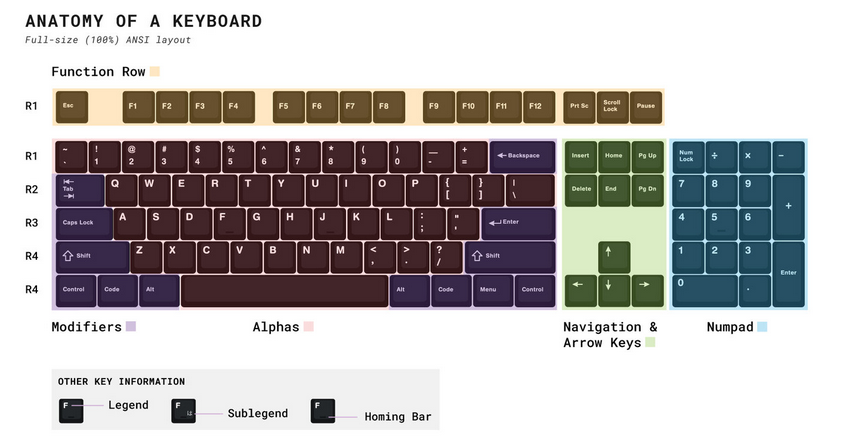 ANATOMY OF A KEYBOARD
Full-size (100%) ANSI layout
Function Row
R1 Esc F1 F2 F3 F4 F5 F6 F7 F8 F9 F10 F11 F12 Prt Sc Scroll Lock Pause
R1 ~ . ! 1 @ 2 # 3 $ 4 % 5 ^ 6 & 7 * 8 ( 9 ) 0 — - + = ← Backspace Insert Home Pg Up Num Lock ÷ × −
R2 Tab Q W E R T Y U I O P { [ } ] | \ Delete End Pg Dn 7 8 9 +
R3 Caps Lock A S D F G H J K L : ; " ' Enter 4 5 6
R4 Shift Z X C V B N M < , > . ? / Shift ↑ 1 2 3 Enter
R4 Control Code Alt Alt Code Menu Control ← ↓ → 0 .
Modifiers Alphas Navigation & Numpad
Arrow Keys
OTHER KEY INFORMATION
F Legend F Sublegend F Homing Bar